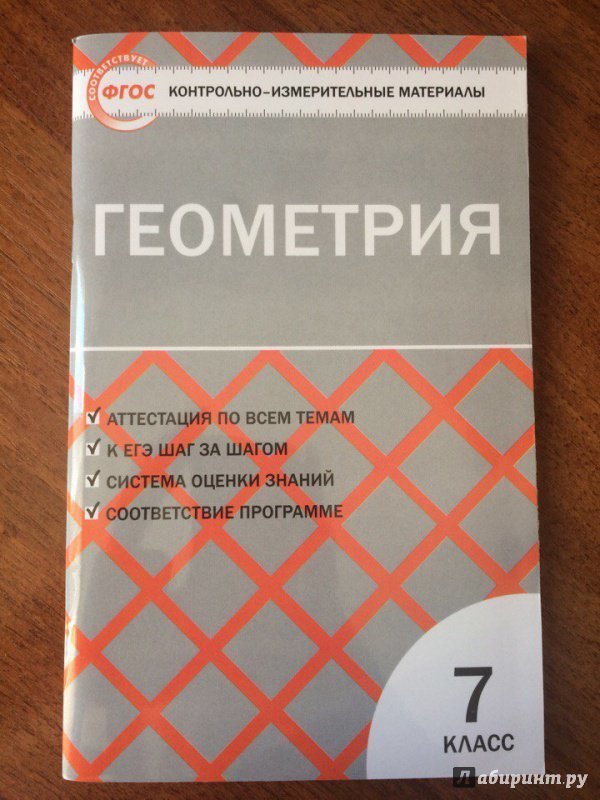 СООТВЕТСТВУЕТ
ФГОС
КОНТРОЛЬНО-ИЗМЕРИТЕЛЬНЫЕ МАТЕРИАЛЫ
ГЕОМЕТРИЯ
АТТЕСТАЦИЯ ПО ВСЕМ ТЕМАМ
К ЕГЭ ШАГ ЗА ШАГОМ
СИСТЕМА ОЦЕНКИ ЗНАНИЙ
СООТВЕТСТВИЕ ПРОГРАММЕ
7
КЛАСС
Лабиринт.ру